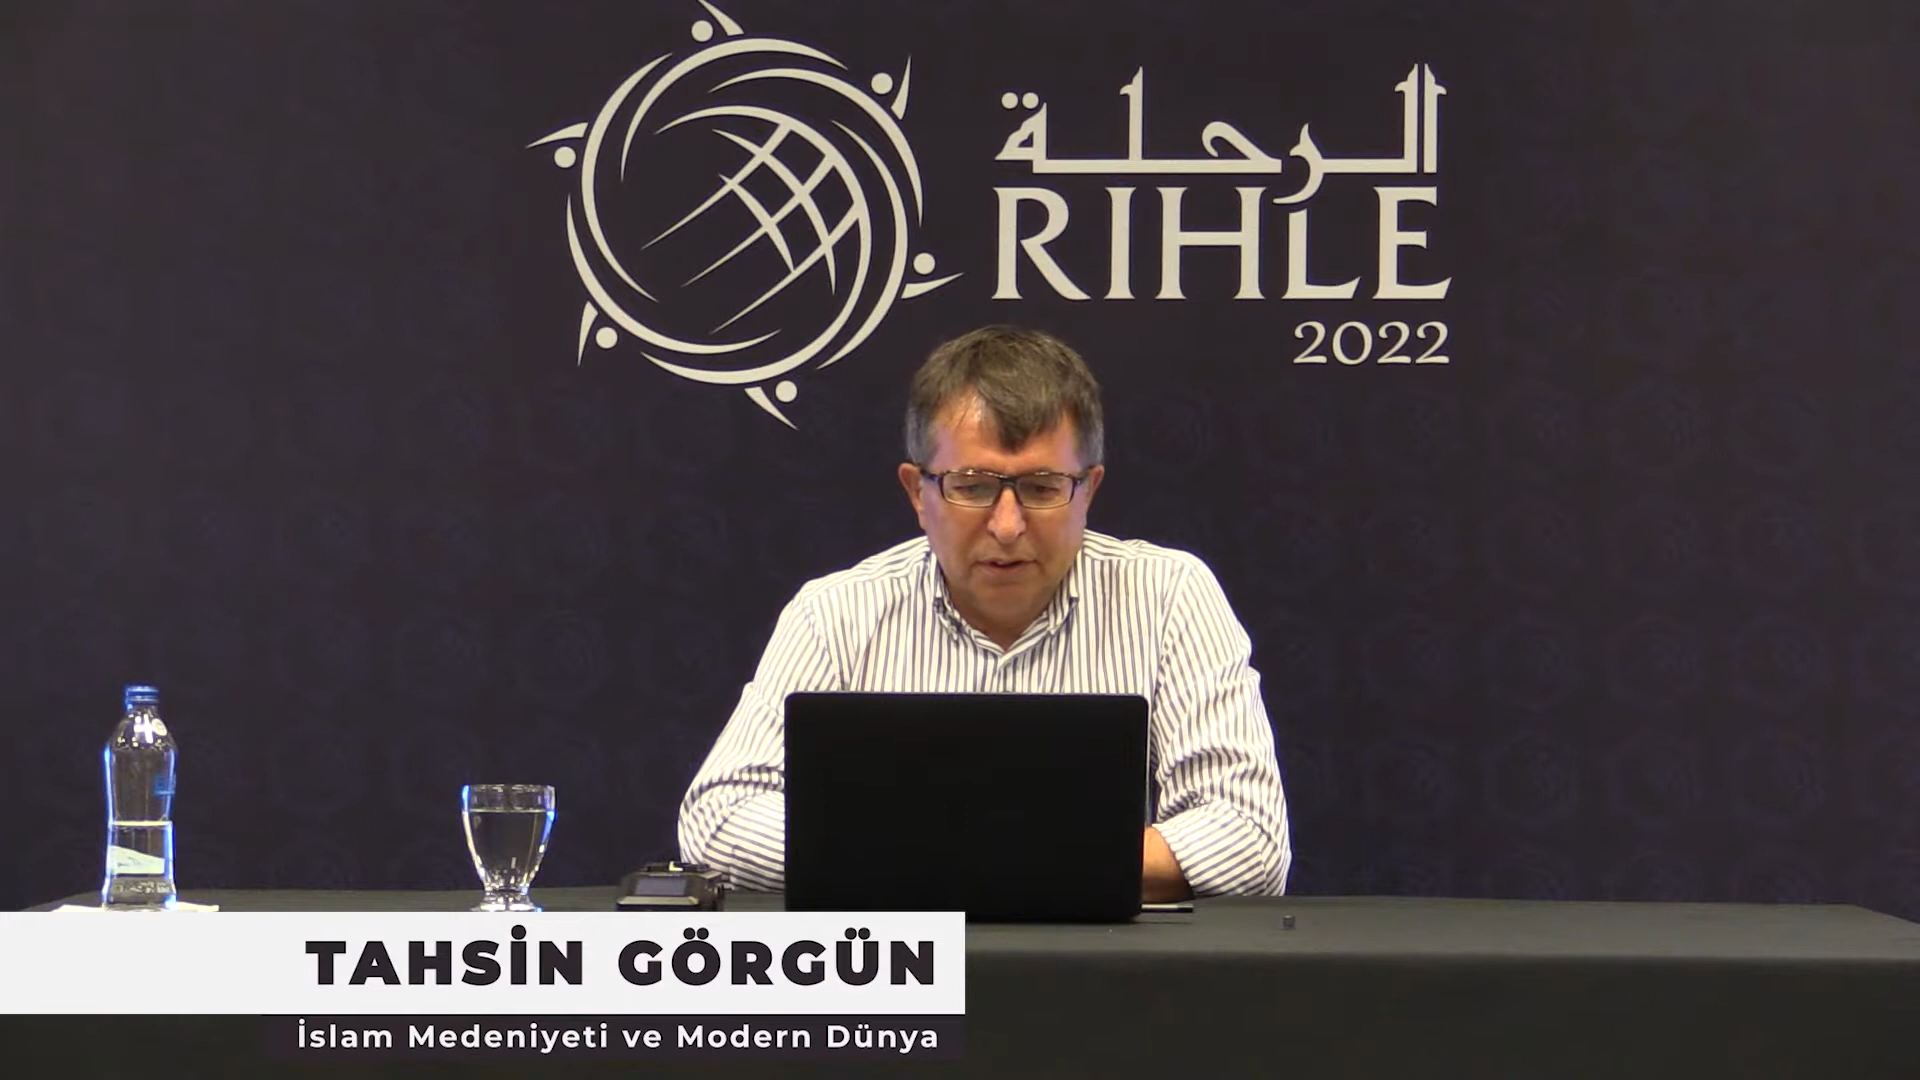 الرحلة
RIHLE
2022
TAHSİN GÖRGÜN
İslam Medeniyeti ve Modern Dünya